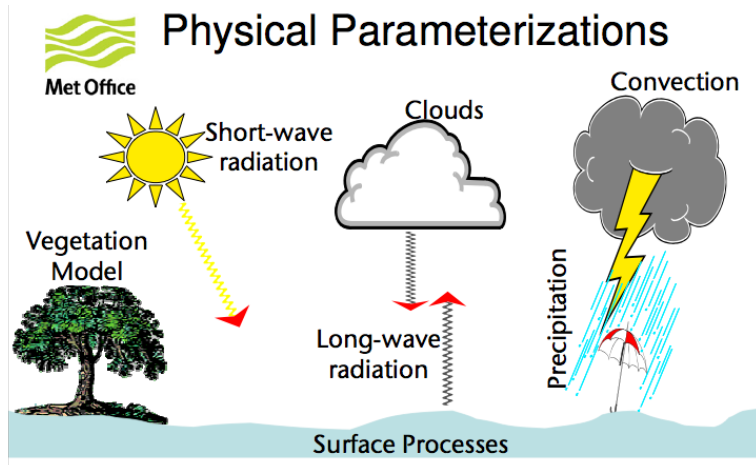 Physical Parameterizations
Met Office
Convection
Clouds
Short-wave
radiation
Vegetation
Model
Precipitation
Long-wave
radiation
Surface Processes